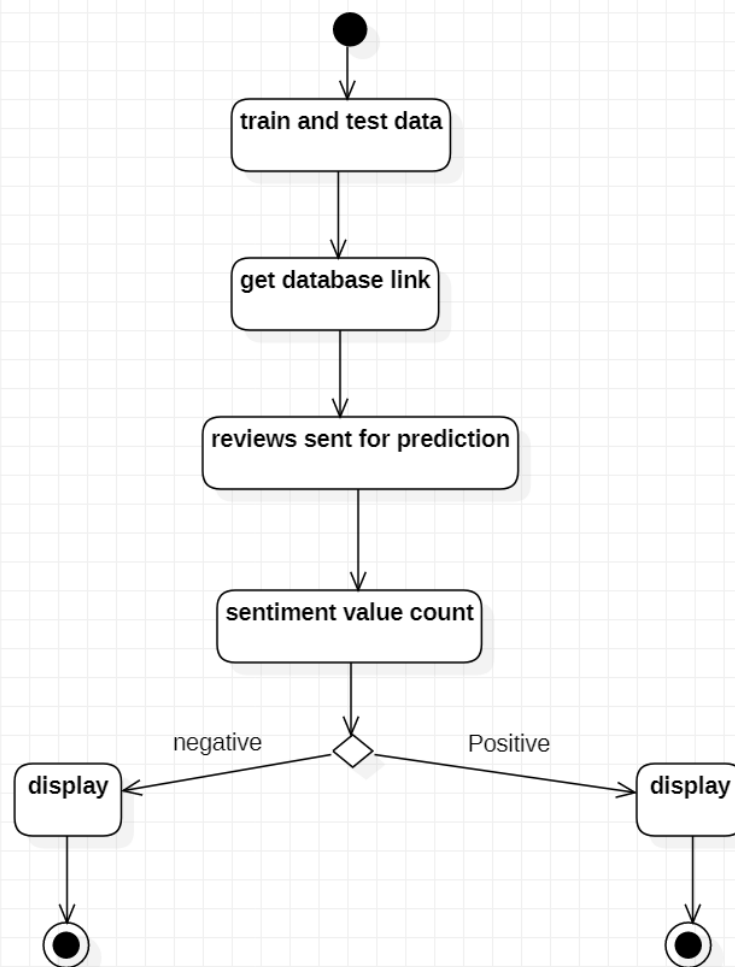 train and test data
get database link
reviews sent for prediction
sentiment value count
negative
Positive
display
display